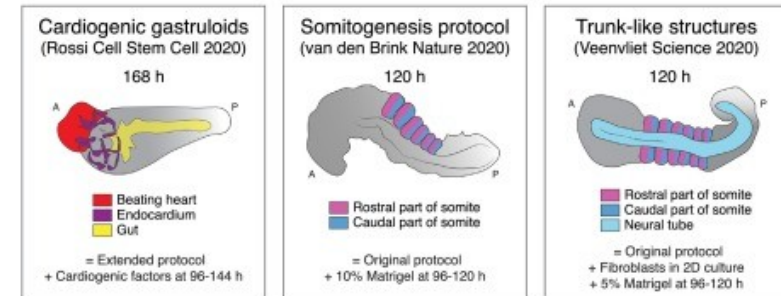 Cardiogenic gastruloids
(Rossi Cell Stem Cell 2020)
168 h
A
P
Beating heart
Endocardium
Gut
= Extended protocol
+ Cardiogenic factors at 96-144 h
Somitogenesis protocol
(van den Brink Nature 2020)
120 h
A
P
Rostral part of somite
Caudal part of somite
= Original protocol
+ 10% Matrigel at 96-120 h
Trunk-like structures
(Veenvliet Science 2020)
120 h
A
P
Rostral part of somite
Caudal part of somite
Neural tube
= Original protocol
+ Fibroblasts in 2D culture
+ 5% Matrigel at 96-120 h